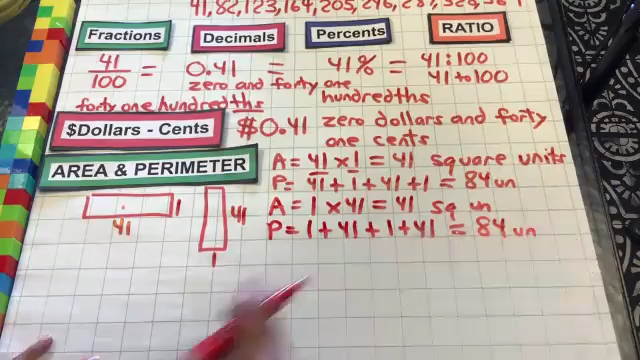 41,82,123,164,205,246,287,328,369
Fractions Decimals Percents RATIO
41/100 = 0.41 = 41% = 41:100
41 to 100
zero and forty one hundredths
forty one hundredths
$Dollars - Cents $0.41 zero dollars and forty one cents
AREA & PERIMETER
A = 41 x 1 = 41 square units
P = 41 + 1 + 41 + 1 = 84 un
A = 1 x 41 = 41 sq un
P = 1 + 41 + 1 + 41 = 84 un
1
41
41
1